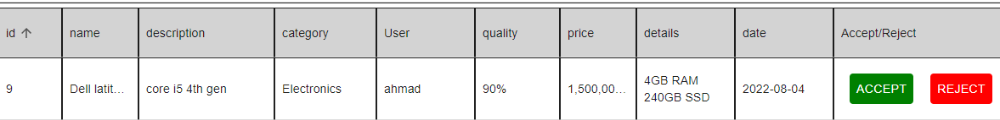 id name description category User quality price details date Accept/Reject
9 Dell latit... core i5 4th gen Electronics ahmad 90% 1,500,00... 4GB RAM 2022-08-04 ACCEPT REJECT
240GB SSD